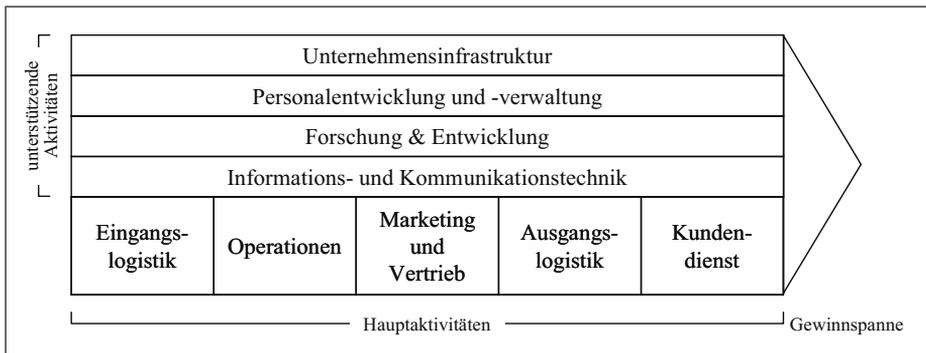 unterstützende
Aktivitäten
Unternehmensinfrastruktur
Personalentwicklung und -verwaltung
Forschung & Entwicklung
Informations- und Kommunikationstechnik
Eingangs-
logistik
Operationen
Marketing
und
Vertrieb
Ausgangs-
logistik
Kunden-
dienst
Hauptaktivitäten
Gewinnspanne